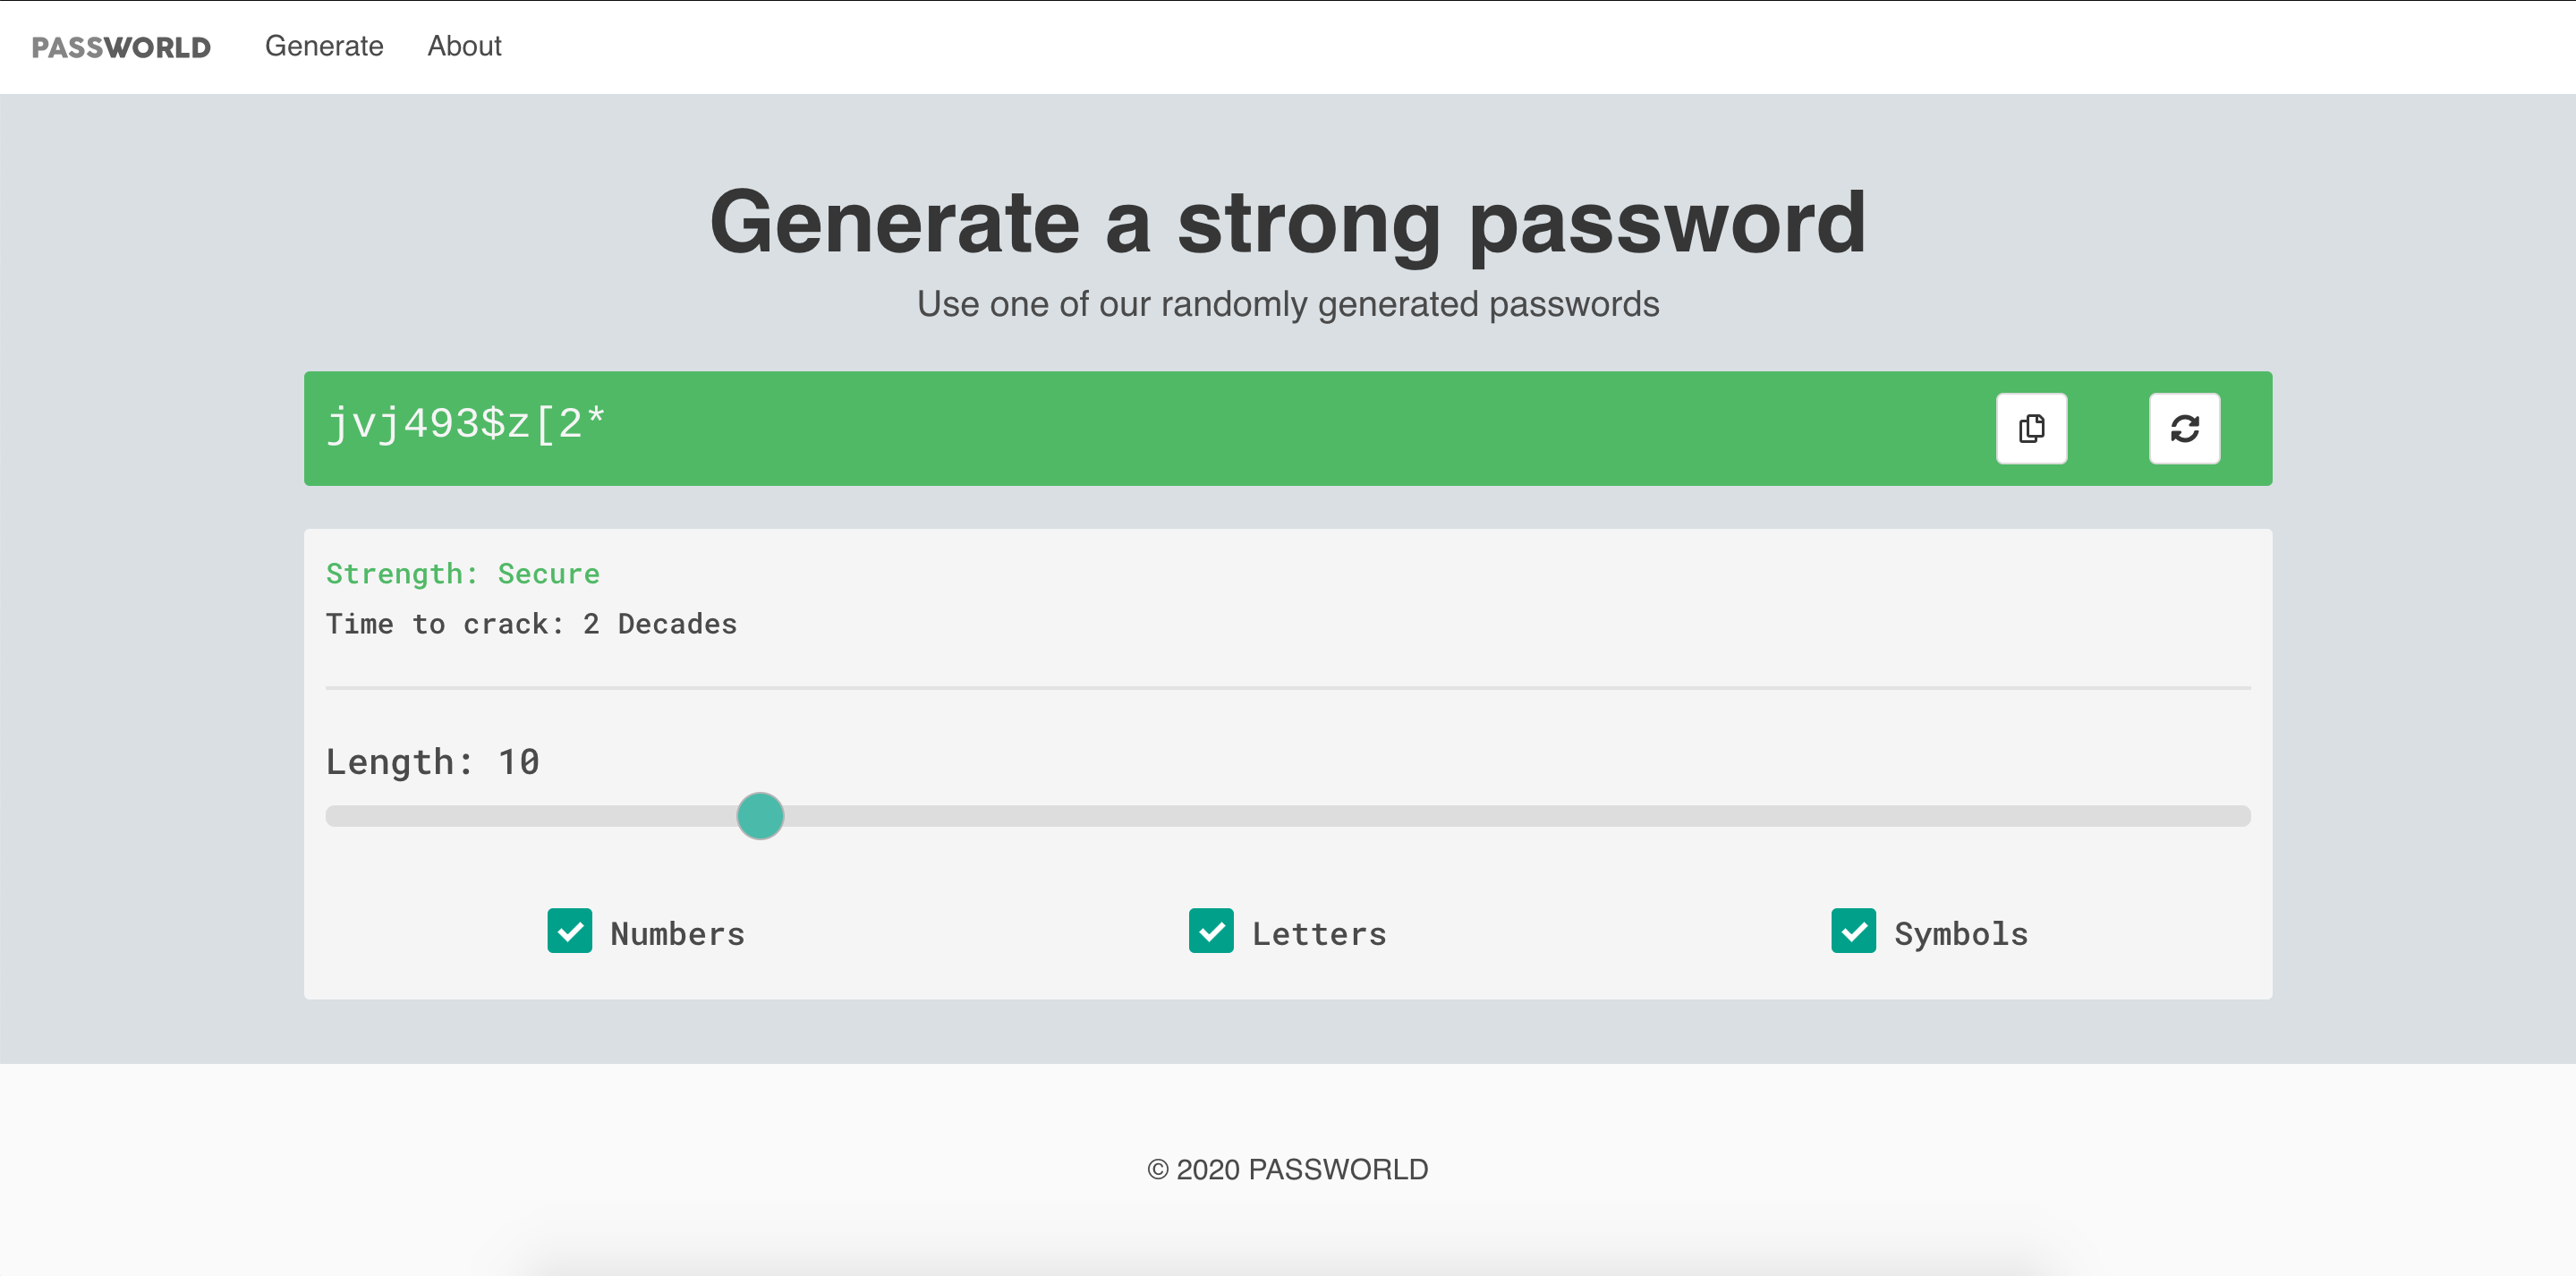 PASSWORLD Generate About
Generate a strong password
Use one of our randomly generated passwords
jvj493$z[2*
Strength: Secure
Time to crack: 2 Decades
Length: 10
Numbers Letters Symbols
© 2020 PASSWORLD